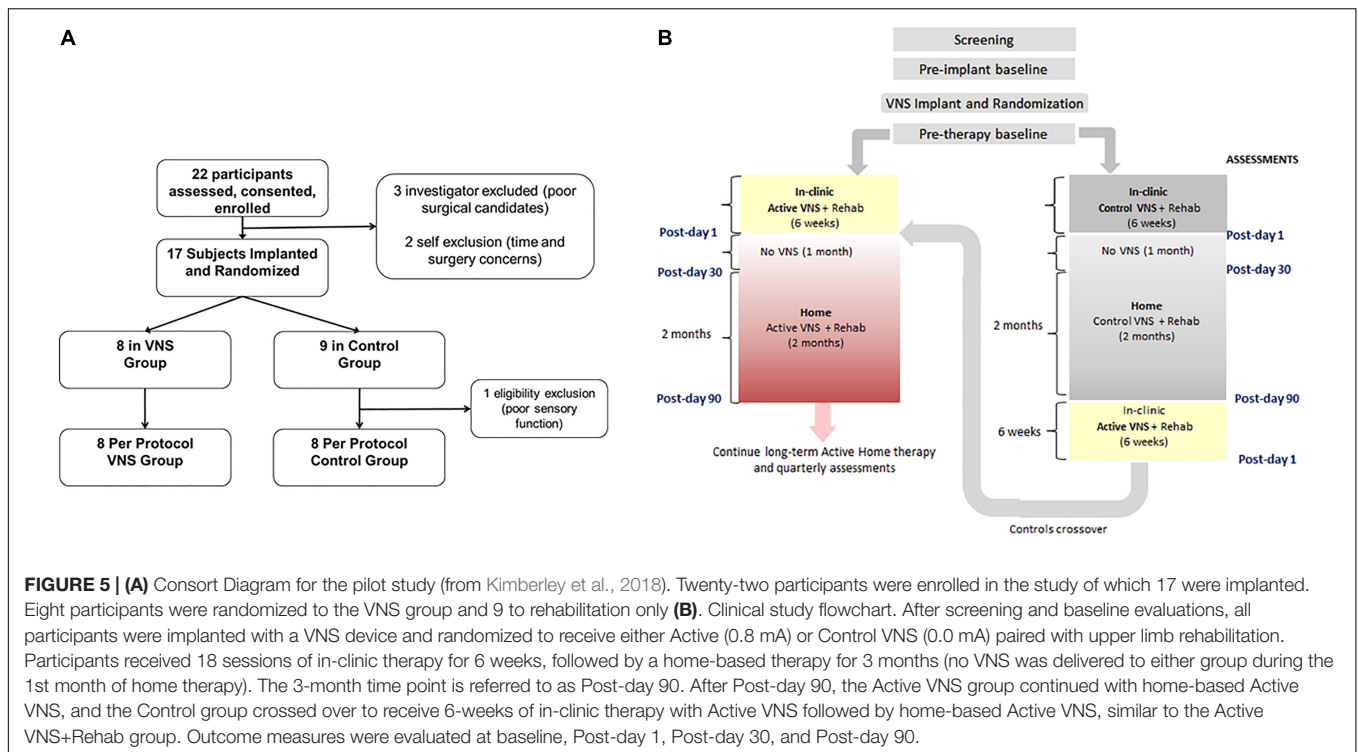 A
22 participants
assessed, consented,
enrolled
3 investigator excluded (poor
surgical candidates)
2 self exclusion (time and
surgery concerns)
17 Subjects Implanted
and Randomized
8 in VNS
Group
9 in Control
Group
1 eligibility exclusion
(poor sensory
function)
8 Per Protocol
VNS Group
8 Per Protocol
Control Group
B
Screening
Pre-implant baseline
VNS Implant and Randomization
Pre-therapy baseline
ASSESSMENTS
In-clinic
Active VNS + Rehab
(6 weeks)
Post-day 1
No VNS (1 month)
Post-day 30
Home
Active VNS + Rehab
(2 months)
2 months
Post-day 90
Continue long-term Active Home therapy
and quarterly assessments
In-clinic
Control VNS + Rehab
(6 weeks)
Post-day 1
No VNS (1 month)
Post-day 30
Home
Control VNS + Rehab
(2 months)
2 months
Post-day 90
In-clinic
Active VNS + Rehab
(6 weeks)
6 weeks
Post-day 1
Controls crossover
FIGURE 5 | (A) Consort Diagram for the pilot study (from Kimberley et al., 2018). Twenty-two participants were enrolled in the study of which 17 were implanted.
Eight participants were randomized to the VNS group and 9 to rehabilitation only (B). Clinical study flowchart. After screening and baseline evaluations, all
participants were implanted with a VNS device and randomized to receive either Active (0.8 mA) or Control VNS (0.0 mA) paired with upper limb rehabilitation.
Participants received 18 sessions of in-clinic therapy for 6 weeks, followed by a home-based therapy for 3 months (no VNS was delivered to either group during the
1st month of home therapy). The 3-month time point is referred to as Post-day 90. After Post-day 90, the Active VNS group continued with home-based Active
VNS, and the Control group crossed over to receive 6-weeks of in-clinic therapy with Active VNS followed by home-based Active VNS, similar to the Active
VNS+Rehab group. Outcome measures were evaluated at baseline, Post-day 1, Post-day 30, and Post-day 90.